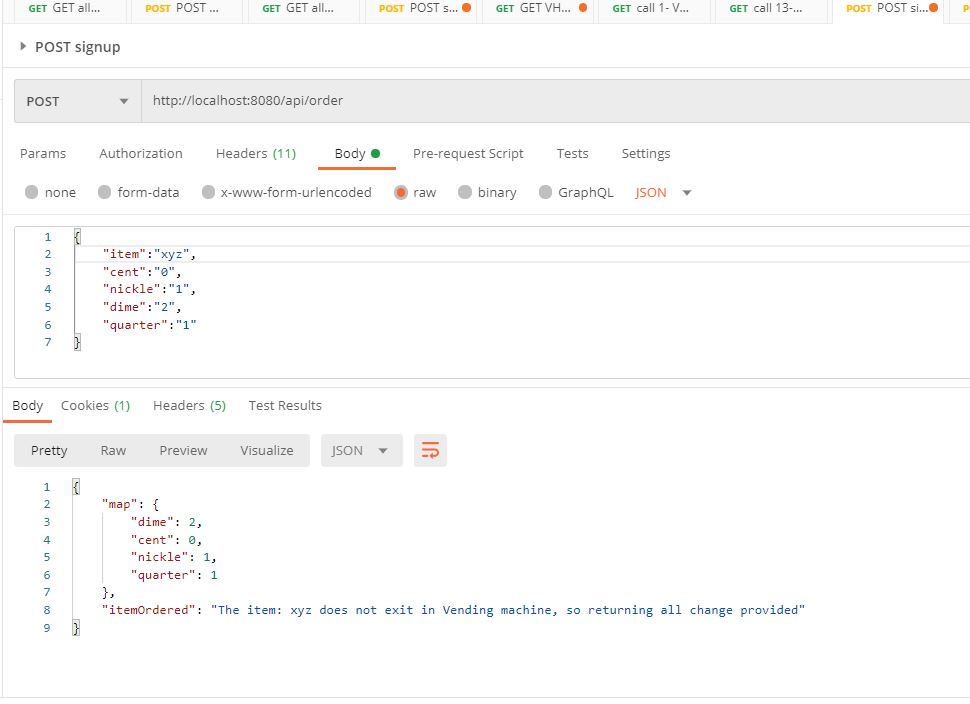 GET GET all... POST POST ... GET GET all... POST POST s... GET GET VH... GET call 1- V... GET call 13-... POST POST si... P
POST signup
POST http://localhost:8080/api/order
Params Authorization Headers (11) Body Pre-request Script Tests Settings
none form-data x-www-form-urlencoded raw binary GraphQL JSON
1 {
2 "item":"xyz",
3 "cent":"0",
4 "nickle":"1",
5 "dime":"2",
6 "quarter":"1"
7 }
Body Cookies (1) Headers (5) Test Results
Pretty Raw Preview Visualize JSON
1 {
2 "map": {
3 "dime": 2,
4 "cent": 0,
5 "nickle": 1,
6 "quarter": 1
7 },
8 "itemOrdered": "The item: xyz does not exit in Vending machine, so returning all change provided"
9 }